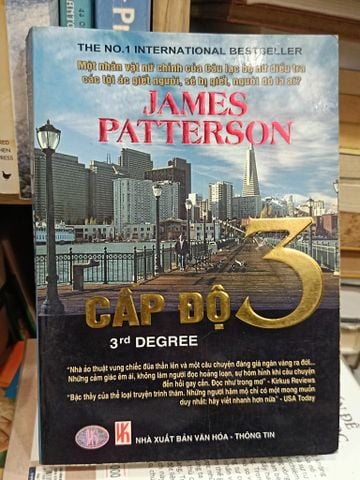 THE NO.1 INTERNATIONAL BESTSELLER
Một nhân vật nữ chính của Câu lạc bộ nữ điều tra
các tội ác giết người, sẽ bị giết, người đó là ai?
JAMES
PATTERSON
CẤP ĐỘ 3
3rd DEGREE
"Nhà ảo thuật vung chiếc đũa thần lên và một câu chuyện đáng giá ngàn vàng ra đời...
Những cảm giác êm ái, không làm người đọc hoảng loạn, sự hóm hỉnh khi câu chuyện
đến hồi gay cấn. Đọc như trong mơ" - Kirkus Reviews
"Bậc thầy của thể loại truyện trinh thám. Những người hâm mộ chỉ có một mong muốn
duy nhất: hãy viết nhanh hơn nữa" - USA Today
NHÀ XUẤT BẢN VĂN HÓA - THÔNG TIN